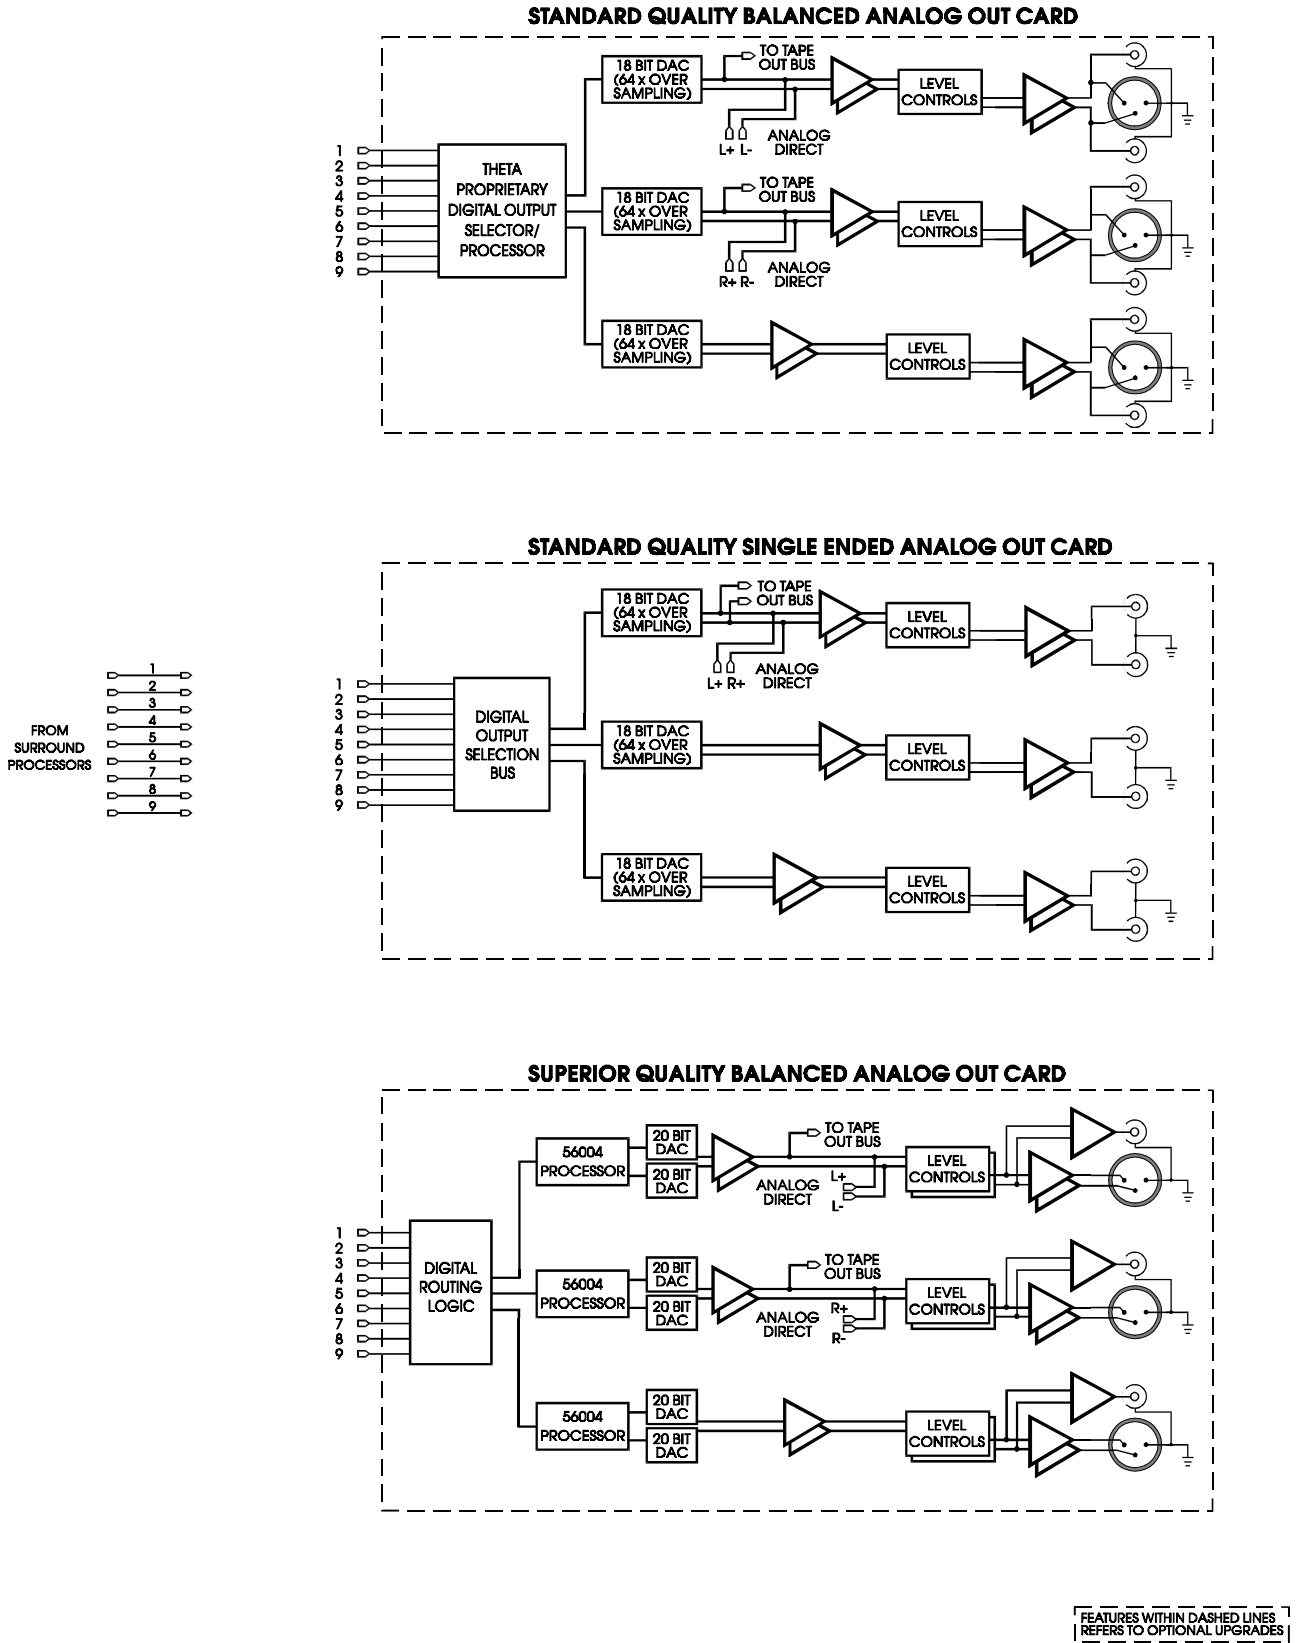 STANDARD QUALITY BALANCED ANALOG OUT CARD
18 BIT DAC
(64 x OVER
SAMPLING)
TO TAPE
OUT BUS
L+ L-
ANALOG
DIRECT
LEVEL
CONTROLS
1
2
3
4
5
6
7
8
9
THETA
PROPRIETARY
DIGITAL OUTPUT
SELECTOR/
PROCESSOR
18 BIT DAC
(64 x OVER
SAMPLING)
TO TAPE
OUT BUS
R+ R-
ANALOG
DIRECT
LEVEL
CONTROLS
18 BIT DAC
(64 x OVER
SAMPLING)
LEVEL
CONTROLS
STANDARD QUALITY SINGLE ENDED ANALOG OUT CARD
FROM
SURROUND
PROCESSORS
1
2
3
4
5
6
7
8
9
1
2
3
4
5
6
7
8
9
DIGITAL
OUTPUT
SELECTION
BUS
18 BIT DAC
(64 x OVER
SAMPLING)
TO TAPE
OUT BUS
L+ R+
ANALOG
DIRECT
LEVEL
CONTROLS
18 BIT DAC
(64 x OVER
SAMPLING)
LEVEL
CONTROLS
18 BIT DAC
(64 x OVER
SAMPLING)
LEVEL
CONTROLS
SUPERIOR QUALITY BALANCED ANALOG OUT CARD
1
2
3
4
5
6
7
8
9
DIGITAL
ROUTING
LOGIC
56004
PROCESSOR
20 BIT
DAC
20 BIT
DAC
TO TAPE
OUT BUS
ANALOG
DIRECT
L+
L-
LEVEL
CONTROLS
56004
PROCESSOR
20 BIT
DAC
20 BIT
DAC
TO TAPE
OUT BUS
ANALOG
DIRECT
R+
R-
LEVEL
CONTROLS
56004
PROCESSOR
20 BIT
DAC
20 BIT
DAC
LEVEL
CONTROLS
FEATURES WITHIN DASHED LINES
REFERS TO OPTIONAL UPGRADES